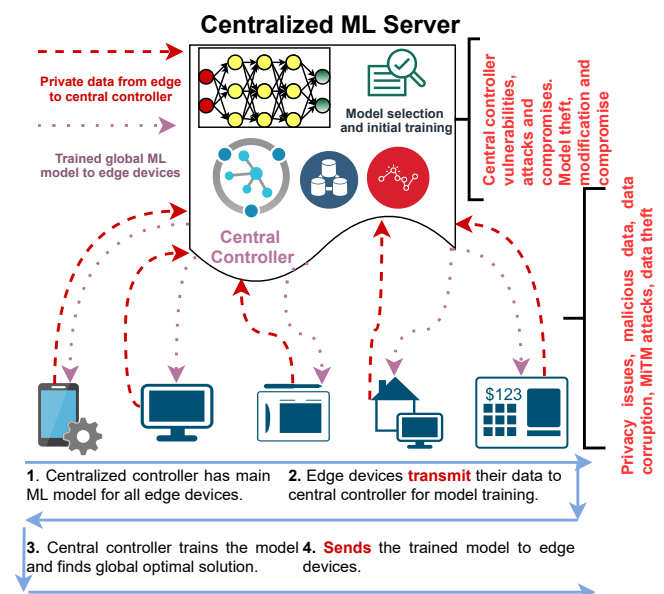 Centralized ML Server
Private data from edge
to central controller
Trained global ML
model to edge devices
Model selection
and initial training
Central
Controller
Central controller
vulnerabilities,
attacks and
compromises.
Model theft,
modification and
compromise
Privacy issues, malicious data, data
corruption, MiTM attacks, data theft
$123
1. Centralized controller has main
ML model for all edge devices.
2. Edge devices transmit their data to
central controller for model training.
3. Central controller trains the model
and finds global optimal solution.
4. Sends the trained model to edge
devices.